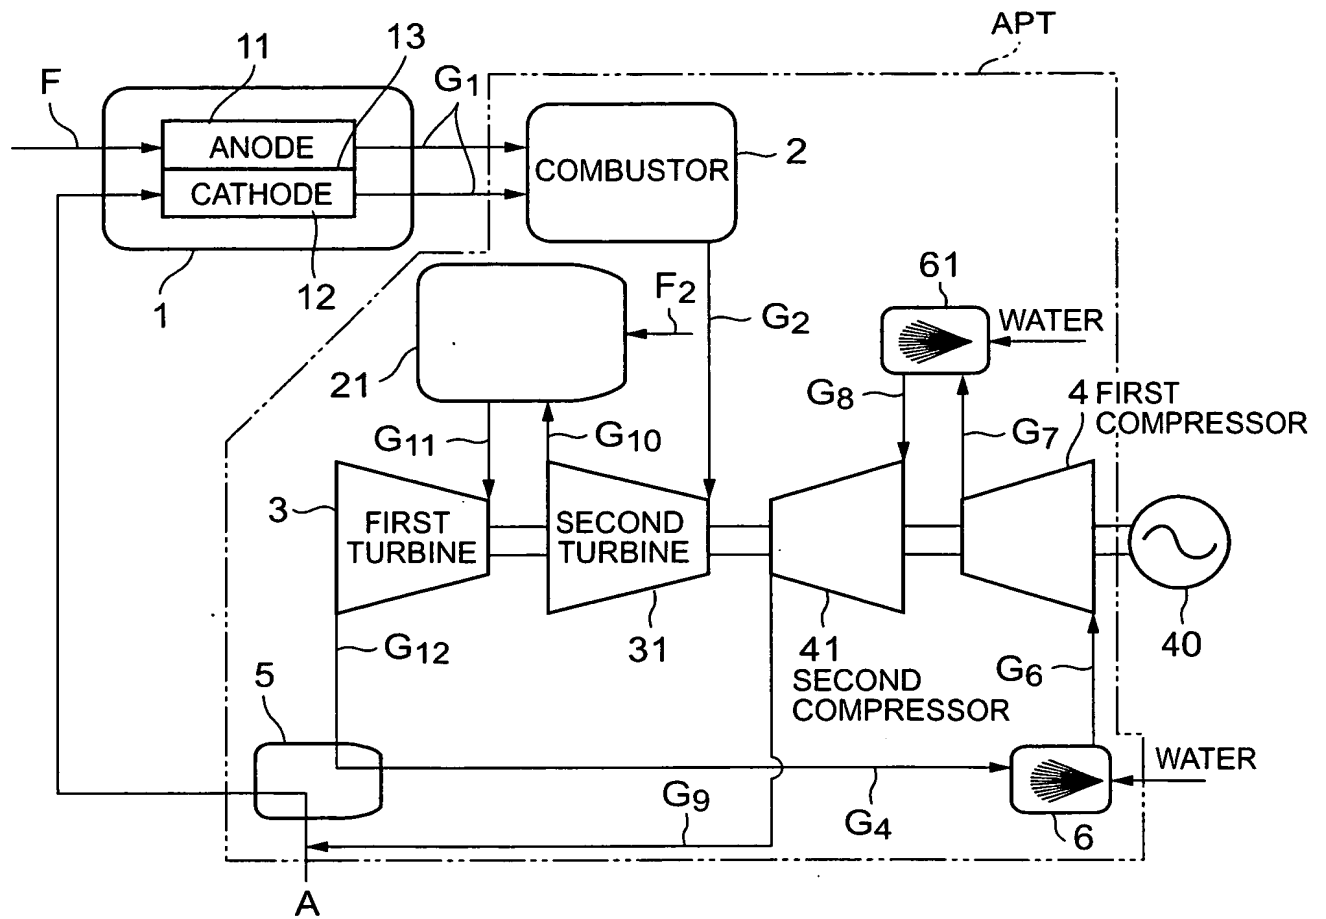 APT
11
13
F
G1
ANODE
CATHODE
COMBUSTOR
2
1
12
61
F2
G2
WATER
21
G8
4 FIRST
COMPRESSOR
G11
G10
G7
3
FIRST
TURBINE
SECOND
TURBINE
31
41
SECOND
COMPRESSOR
40
G12
G6
5
WATER
G9
G4
6
A